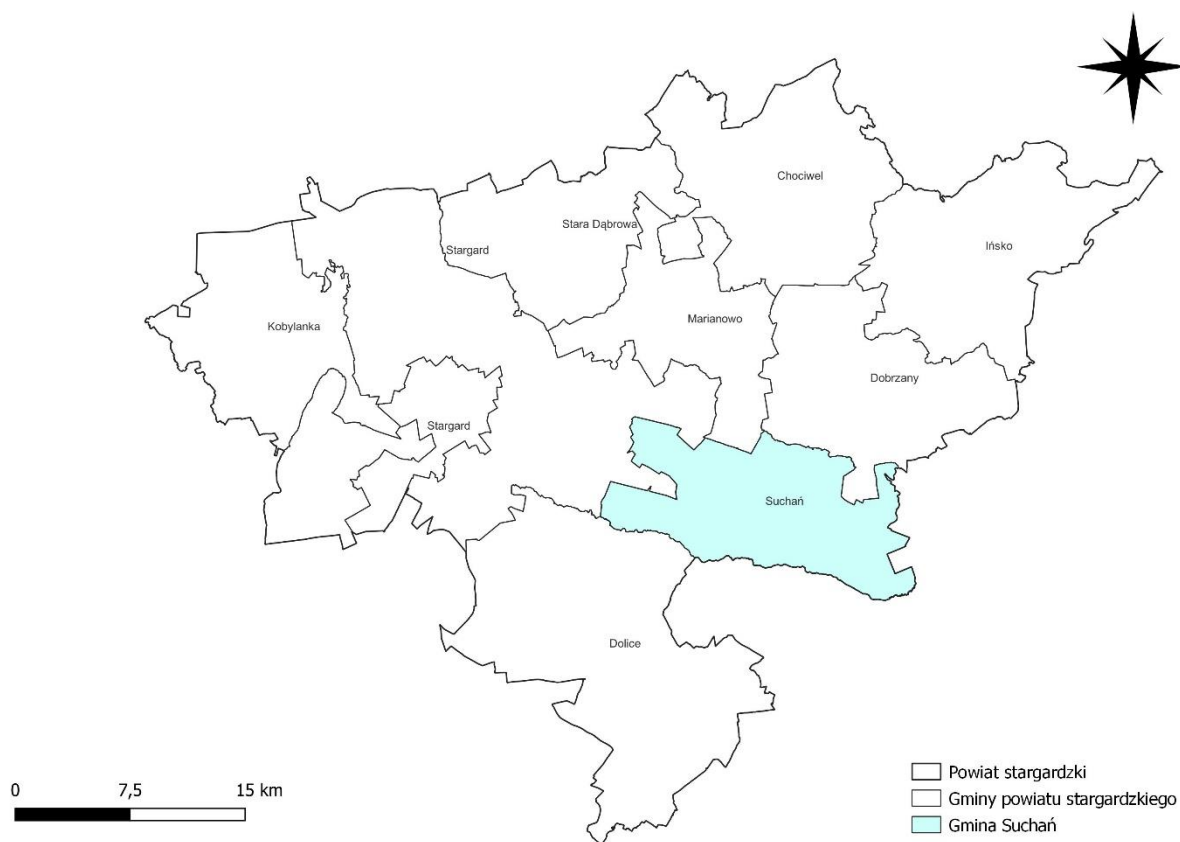 Chociwel
Stara Dąbrowa
Stargard
Ińsko
Marianowo
Kobylanka
Dobrzany
Stargard
Suchań
Dolice
0 7,5 15 km
Powiat stargardzki
Gminy powiatu stargardzkiego
Gmina Suchań